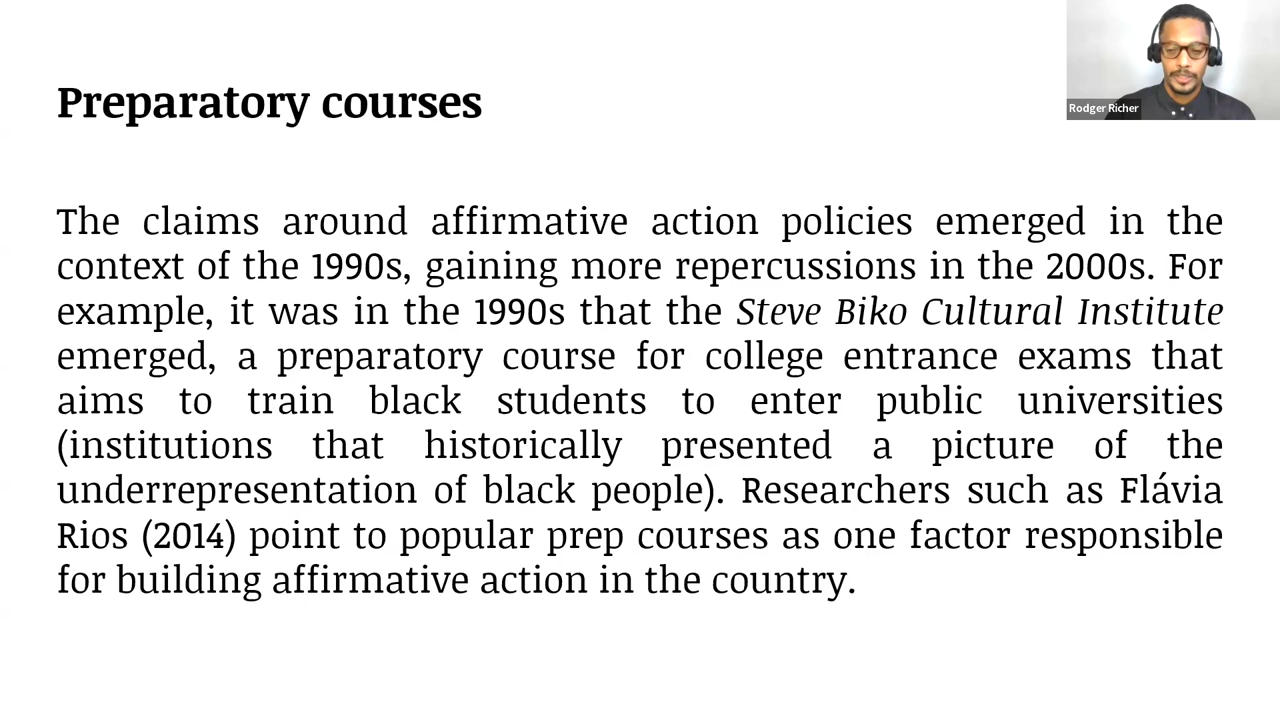 Rodger Richer
Preparatory courses
The claims around affirmative action policies emerged in the
context of the 1990s, gaining more repercussions in the 2000s. For
example, it was in the 1990s that the Steve Biko Cultural Institute
emerged, a preparatory course for college entrance exams that
aims to train black students to enter public universities
(institutions that historically presented a picture of the
underrepresentation of black people). Researchers such as Flávia
Rios (2014) point to popular prep courses as one factor responsible
for building affirmative action in the country.